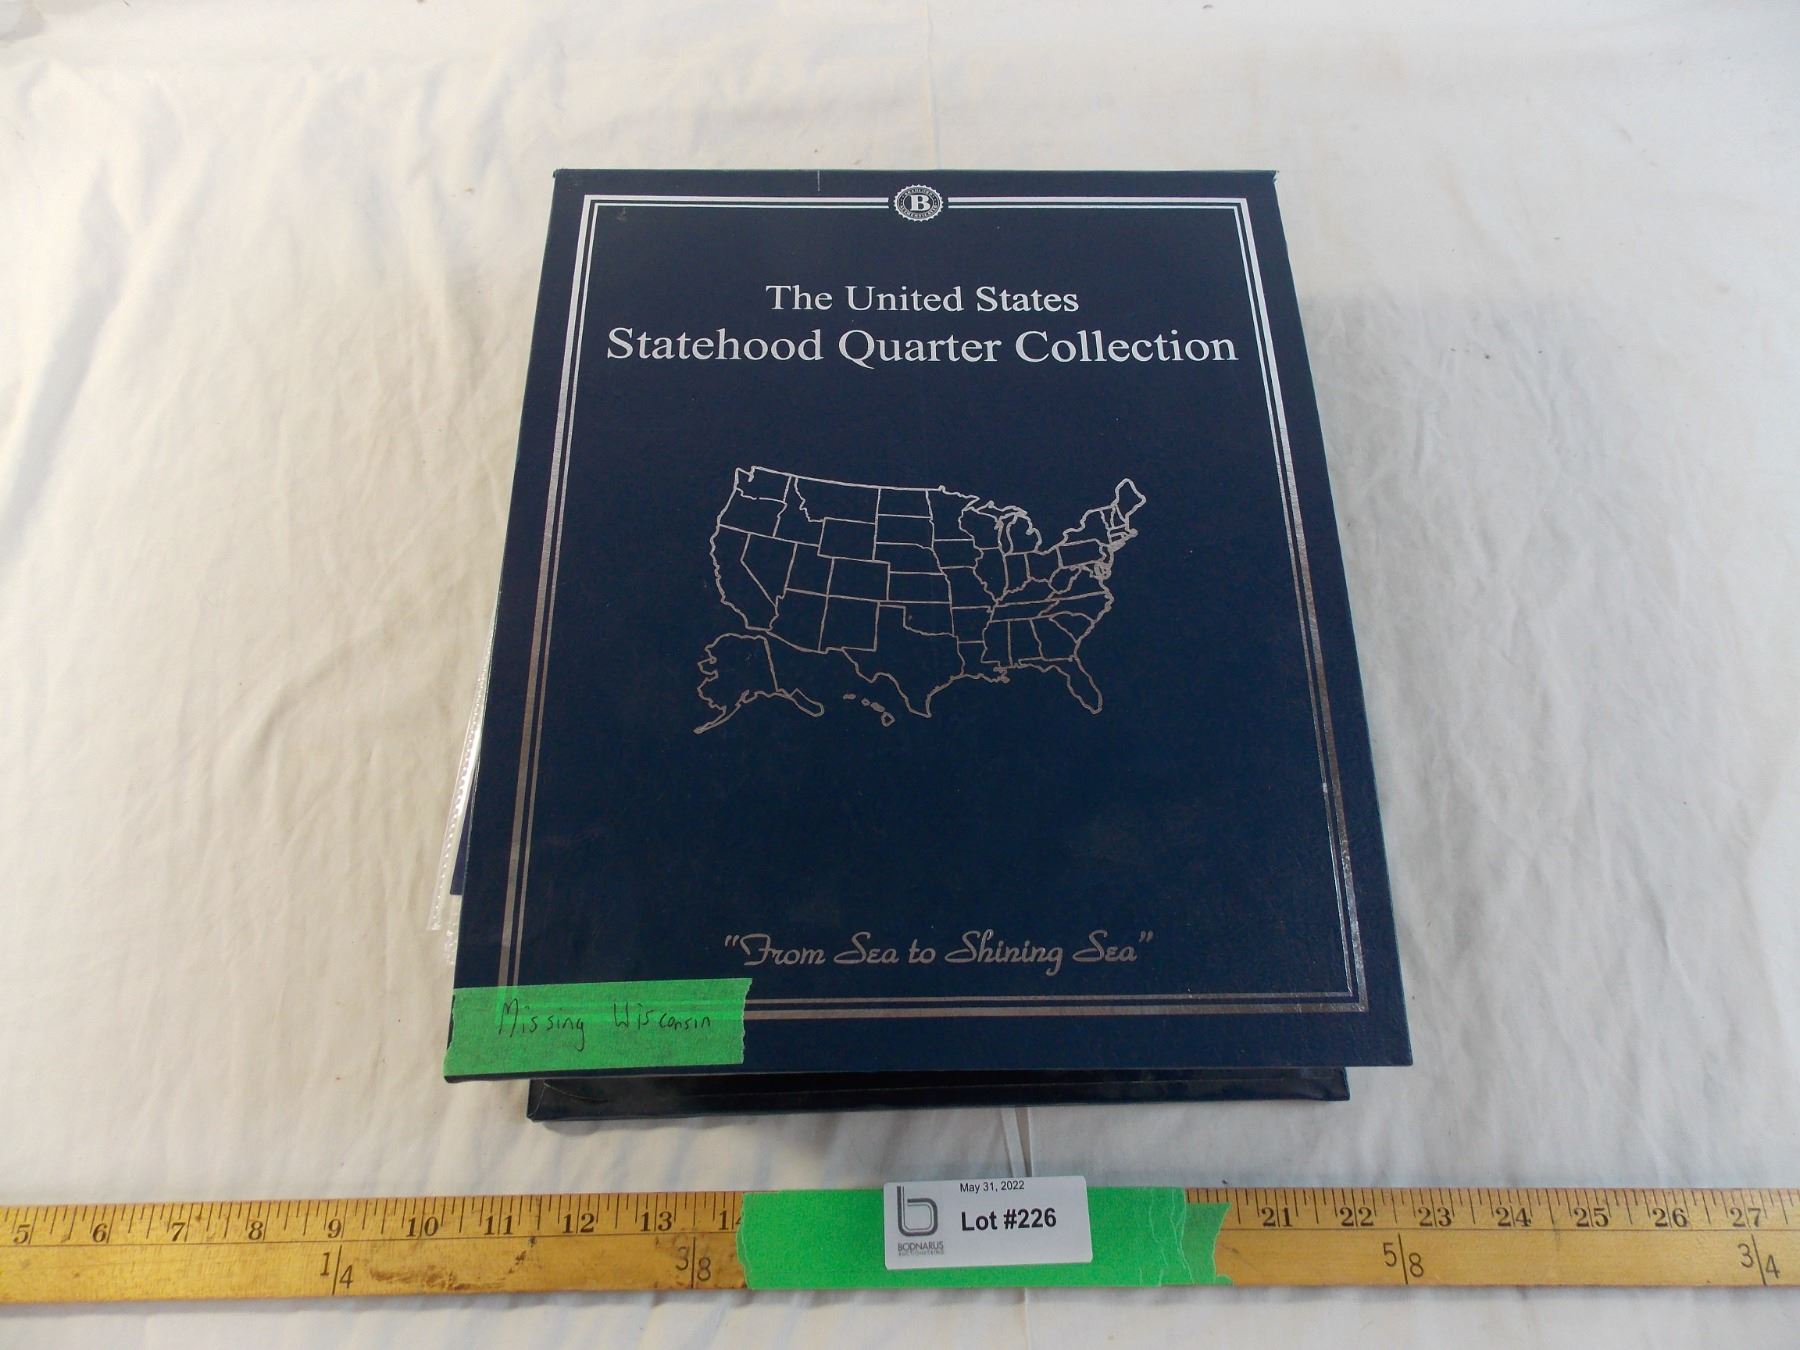 B
The United States
Statehood Quarter Collection
"From Sea to Shining Sea"
Missing Wisconsin
May 31, 2022
Lot #226
BODNARUS
AUCTIONEERING
5 6 7 8 9 10 11 12 13 14 21 22 23 24 25 26 27
1/4 3/8 5/8 3/4